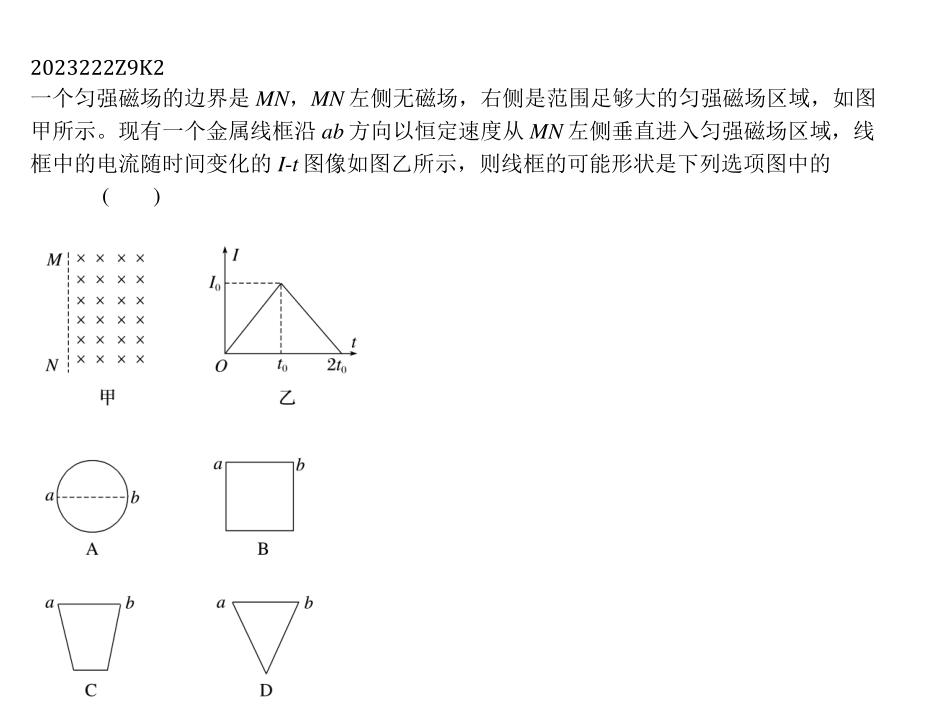 2023222Z9K2
一个匀强磁场的边界是 MN，MN 左侧无磁场，右侧是范围足够大的匀强磁场区域，如图
甲所示。现有一个金属线框沿 ab 方向以恒定速度从 MN 左侧垂直进入匀强磁场区域，线
框中的电流随时间变化的 I-t 图像如图乙所示，则线框的可能形状是下列选项图中的
(　　)
M
N
甲
I
I₀
O
t₀
2t₀
t
乙
a
b
A
a
b
B
a
b
C
a
b
D